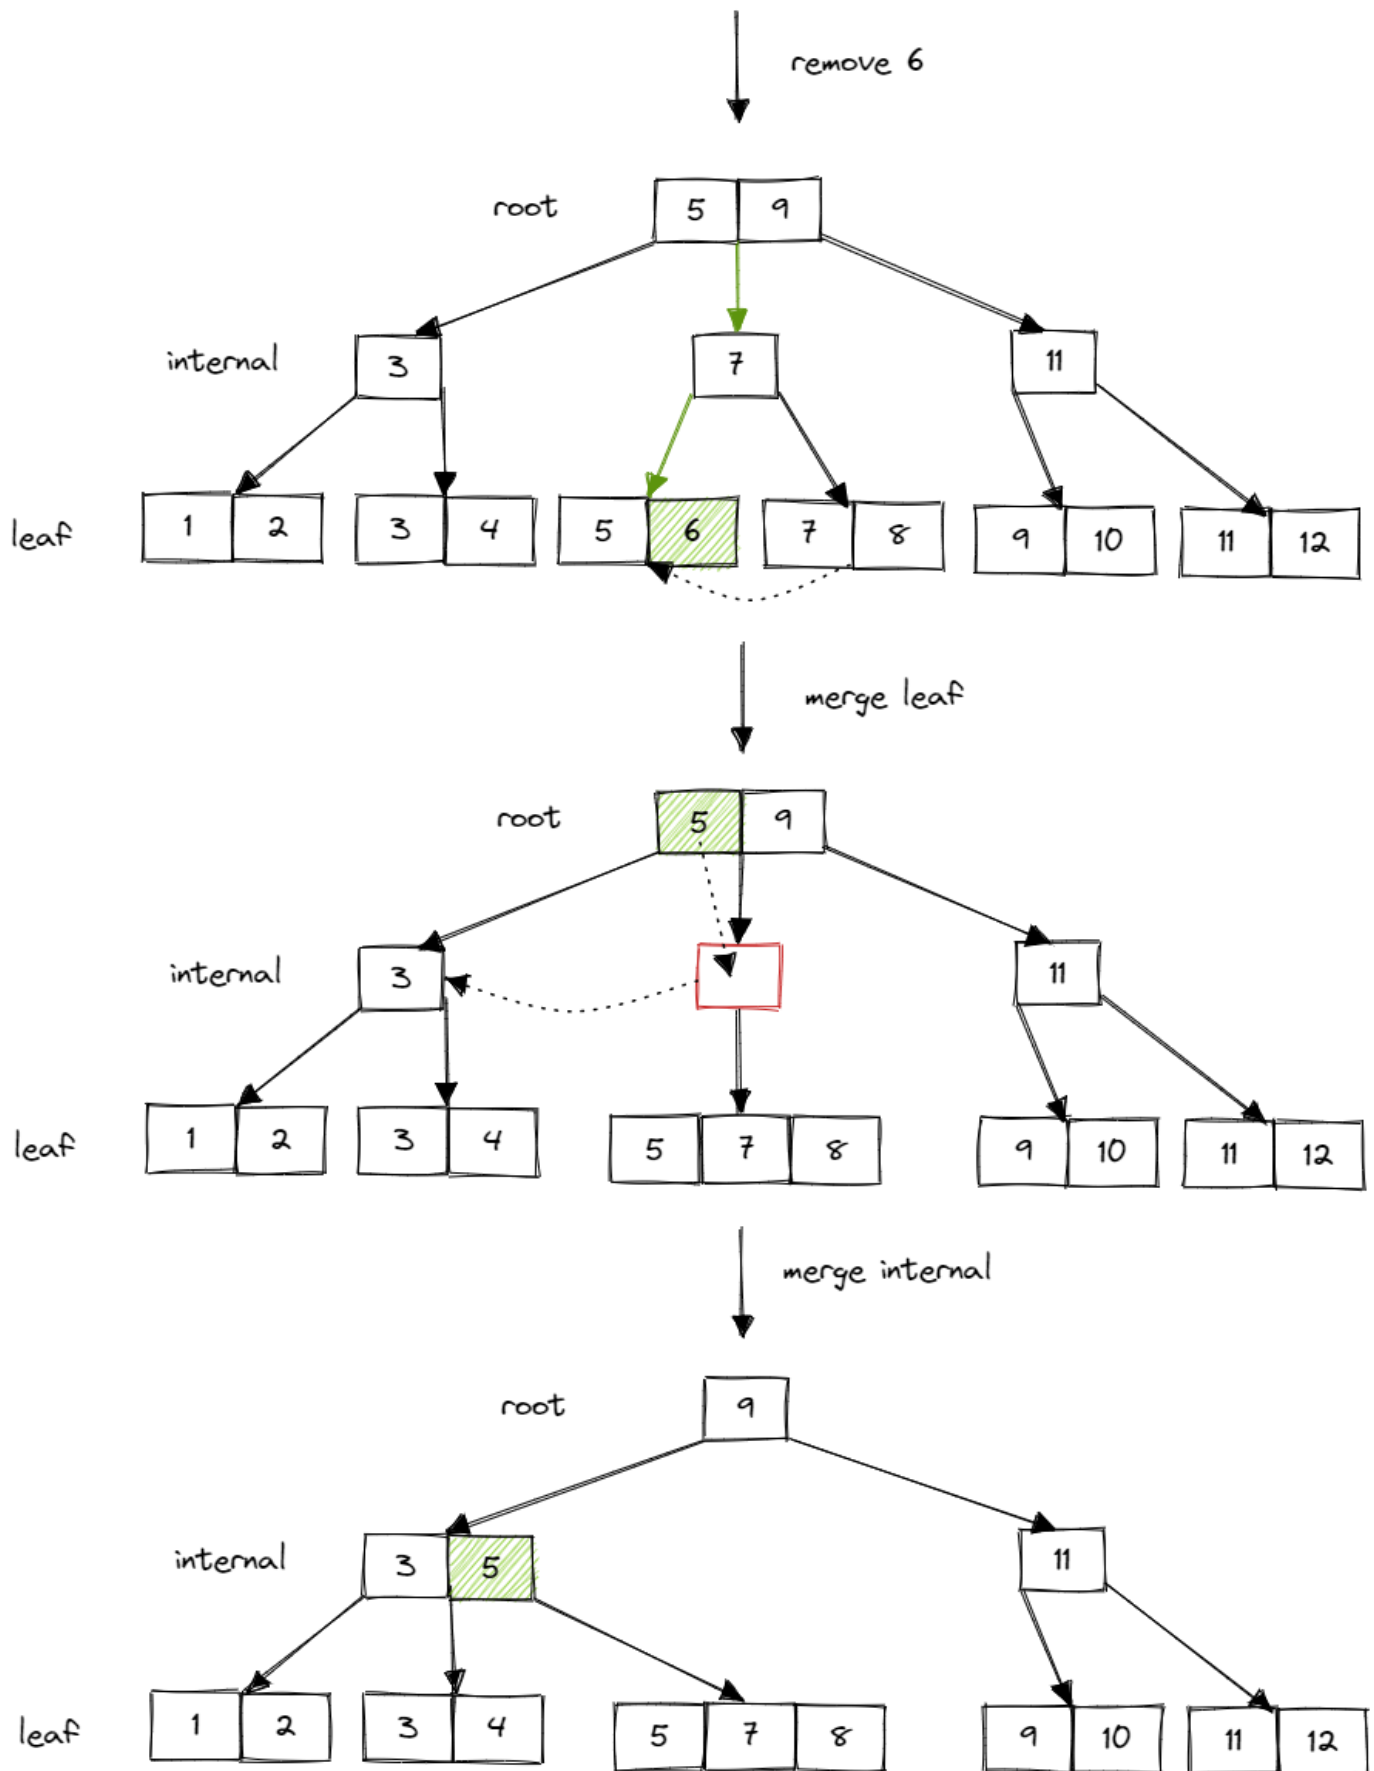 remove 6
root 5 9
internal 3 7 11
leaf 1 2 3 4 5 6 7 8 9 10 11 12
merge leaf
root 5 9
internal 3 11
leaf 1 2 3 4 5 7 8 9 10 11 12
merge internal
root 9
internal 3 5 11
leaf 1 2 3 4 5 7 8 9 10 11 12